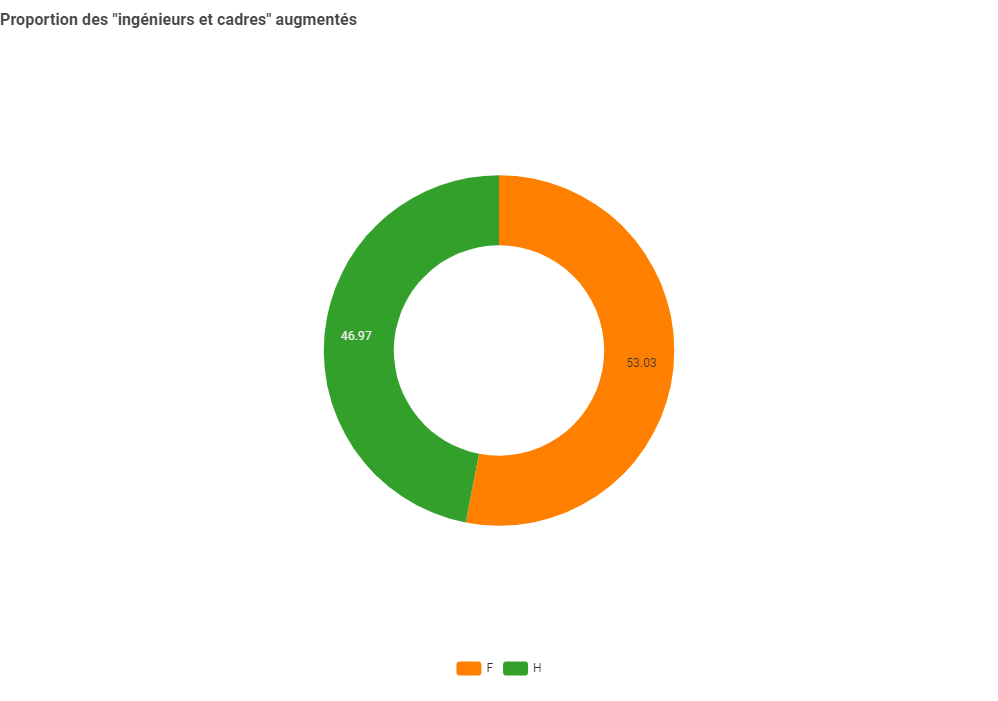 Proportion des "ingénieurs et cadres" augmentés
46.97
53.03
F H